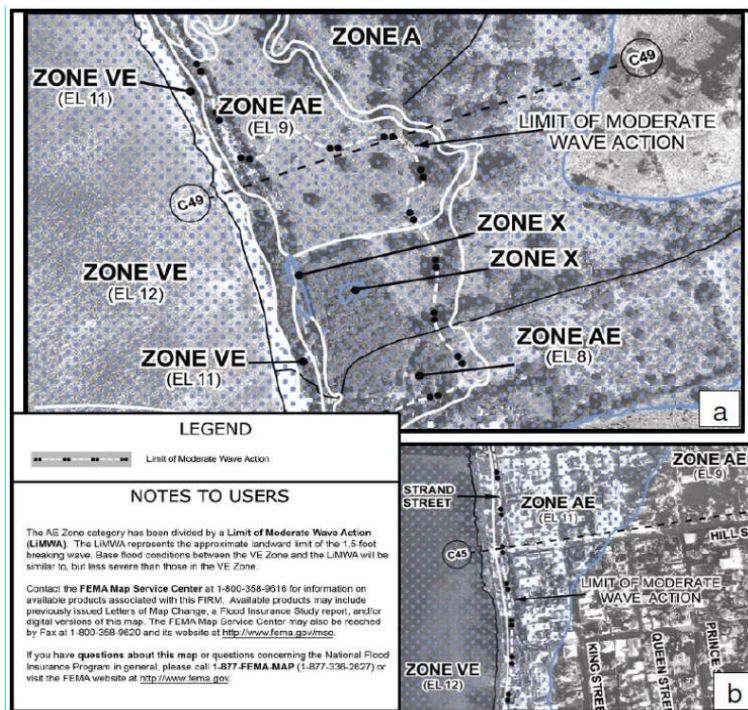 ZONE A
C49
ZONE VE
(EL 11)
ZONE AE
(EL 9)
LIMIT OF MODERATE
WAVE ACTION
C49
ZONE X
ZONE VE
(EL 12)
ZONE X
ZONE VE
(EL 11)
ZONE AE
(EL 8)
a
LEGEND
Limit of Moderate Wave Action
NOTES TO USERS
The AE Zone category has been divided by a Limit of Moderate Wave Action
(LiMWA). The LiMWA represents the approximate landward limit of the 1.5-foot
breaking wave. Base flood conditions between the VE Zone and the LiMWA will be
similar to, but less severe than those in the VE Zone.
Contact the FEMA Map Service Center at 1-800-358-9616 for information on
available products associated with this FIRM. Available products may include
previously issued Letters of Map Change, a Flood Insurance Study report, and/or
digital versions of this map. The FEMA Map Service Center may also be reached
by Fax at 1-800-358-9620 and its website at http://www.fema.gov/msc.
If you have questions about this map or questions concerning the National Flood
Insurance Program in general, please call 1-877-FEMA-MAP (1-877-336-2627) or
visit the FEMA website at http://www.fema.gov.
ZONE AE
(EL 9)
STRAND
STREET
ZONE AE
(EL 11)
C45
HILL S
LIMIT OF MODERATE
WAVE ACTION
KING STREET
QUEEN STREET
PRINCE
ZONE VE
(EL 12)
b